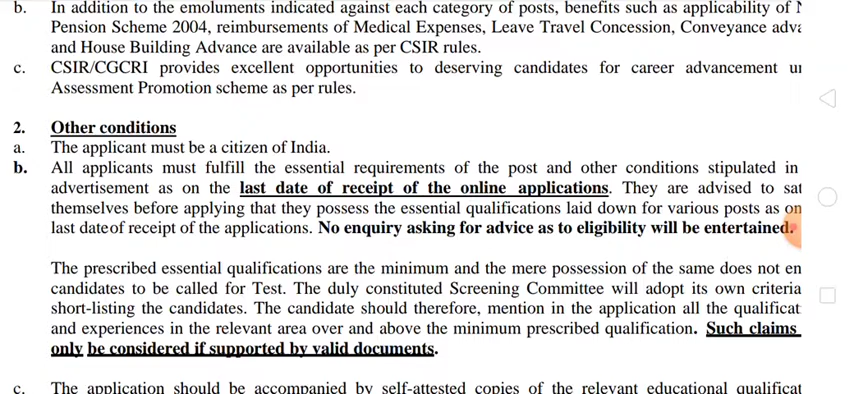 b. In addition to the emoluments indicated against each category of posts, benefits such as applicability of
Pension Scheme 2004, reimbursements of Medical Expenses, Leave Travel Concession, Conveyance
and House Building Advance are available as per CSIR rules.
c. CSIR/CGCRI provides excellent opportunities to deserving candidates for career advancement
Assessment Promotion scheme as per rules.
2. Other conditions
a. The applicant must be a citizen of India.
b. All applicants must fulfill the essential requirements of the post and other conditions stipulated in
advertisement as on the last date of receipt of the online applications. They are advised to sat
themselves before applying that they possess the essential qualifications laid down for various posts as on
last dateof receipt of the applications. No enquiry asking for advice as to eligibility will be entertained.
The prescribed essential qualifications are the minimum and the mere possession of the same does not en
candidates to be called for Test. The duly constituted Screening Committee will adopt its own criteria
short-listing the candidates. The candidate should therefore, mention in the application all the qualificat
and experiences in the relevant area over and above the minimum prescribed qualification. Such claims
only be considered if supported by valid documents.
c. The application should be accompanied by self-attested copies of the relevant educational qualificat